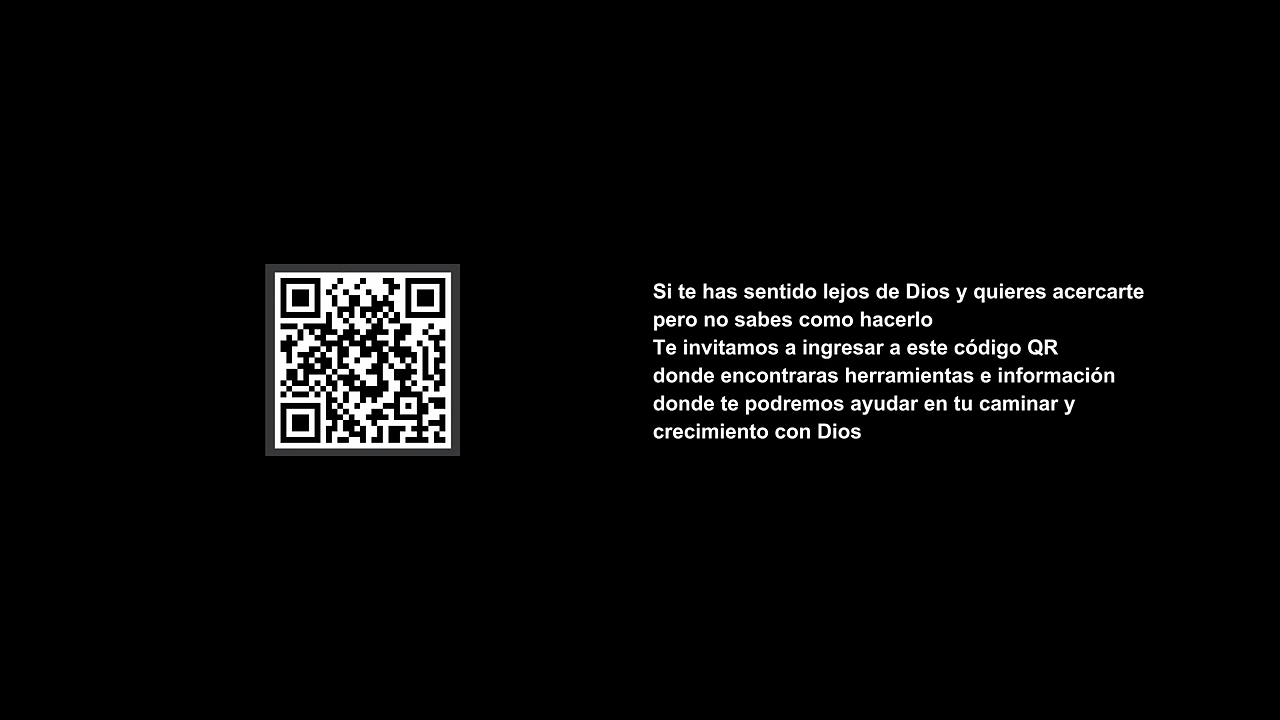 Si te has sentido lejos de Dios y quieres acercarte
pero no sabes como hacerlo
Te invitamos a ingresar a este código QR
donde encontraras herramientas e información
donde te podremos ayudar en tu caminar y
crecimiento con Dios